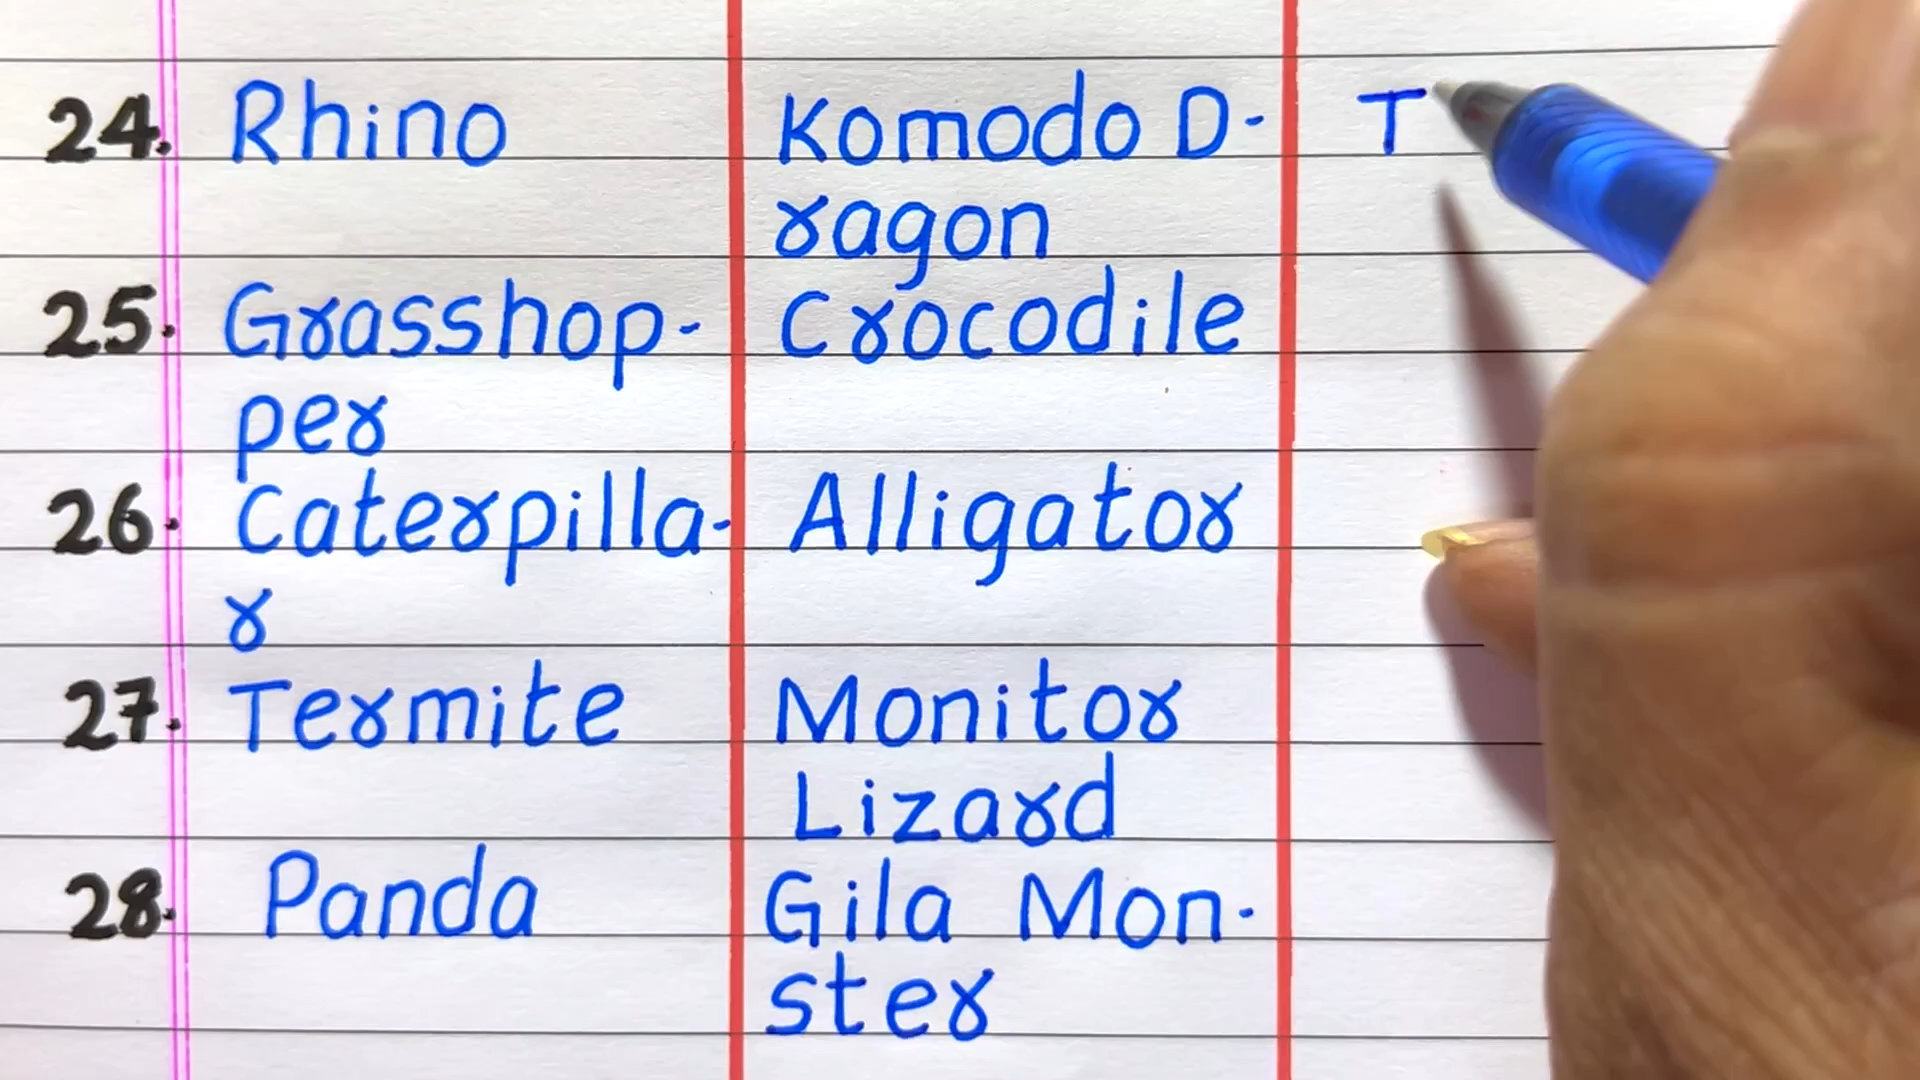 24. Rhino Komodo D- T
ragon
25. Grasshop- Crocodile
per
26. Caterpilla- Alligator
r
27. Termite Monitor
Lizard
28. Panda Gila Mon-
ster